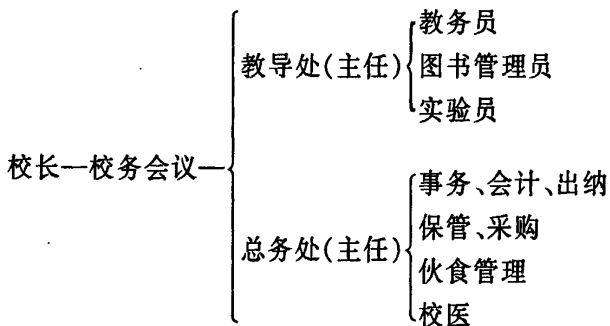 校长—校务会议—
教导处(主任)
教务员
图书管理员
实验员
总务处(主任)
事务、会计、出纳
保管、采购
伙食管理
校医